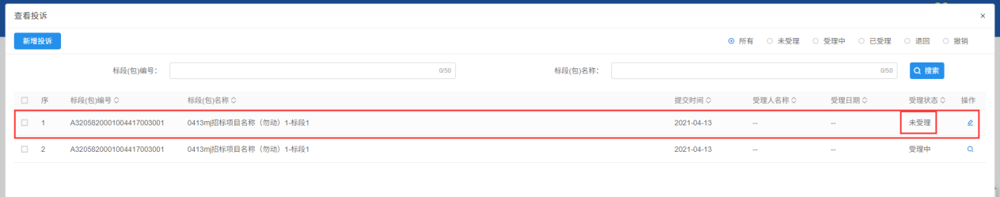 查看投诉 ×
新增投诉 所有 未受理 受理中 已受理 退回 撤销
标段(包)编号: 0/50 标段(包)名称: 0/50 搜索
序 标段(包)编号 标段(包)名称 提交时间 受理人名称 受理日期 受理状态 操作
1 A3205820001004417003001 0413mj招标项目名称（勿动）1-标段1 2021-04-13 -- -- 未受理
2 A3205820001004417003001 0413mj招标项目名称（勿动）1-标段1 2021-04-13 -- -- 受理中